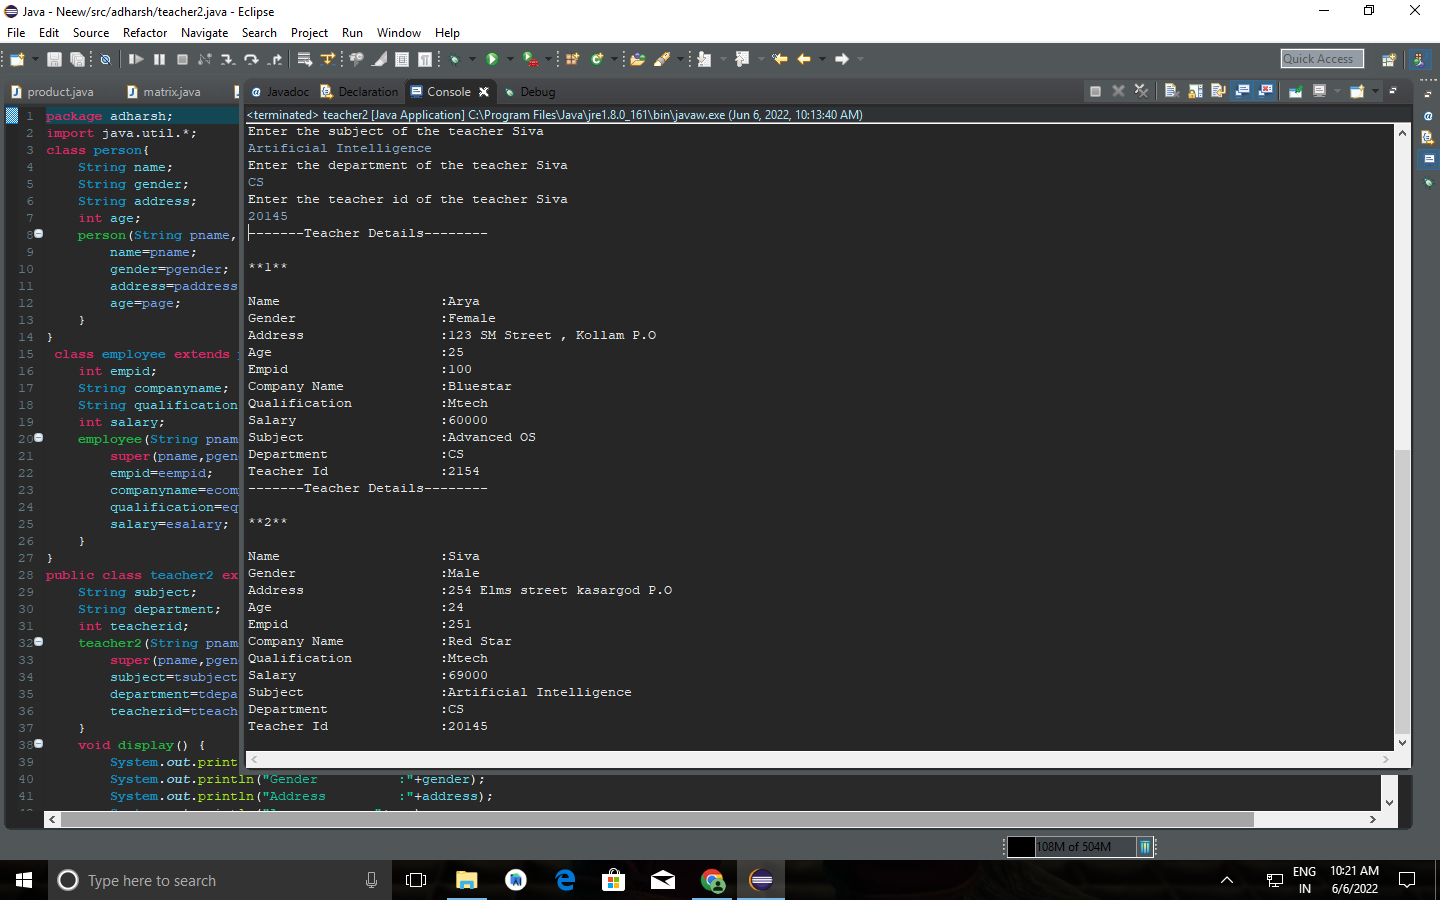 Java - Neew/src/adharsh/teacher2.java - Eclipse
File Edit Source Refactor Navigate Search Project Run Window Help
Quick Access
product.java matrix.java
Javadoc Declaration Console Debug
<terminated> teacher2 [Java Application] C:\Program Files\Java\jre1.8.0_161\bin\javaw.exe (Jun 6, 2022, 10:13:40 AM)
Enter the subject of the teacher Siva
Artificial Intelligence
Enter the department of the teacher Siva
CS
Enter the teacher id of the teacher Siva
20145
-------Teacher Details--------
**1**
Name :Arya
Gender :Female
Address :123 SM Street , Kollam P.O
Age :25
Empid :100
Company Name :Bluestar
Qualification :Mtech
Salary :60000
Subject :Advanced OS
Department :CS
Teacher Id :2154
-------Teacher Details--------
**2**
Name :Siva
Gender :Male
Address :254 Elms street kasargod P.O
Age :24
Empid :251
Company Name :Red Star
Qualification :Mtech
Salary :69000
Subject :Artificial Intelligence
Department :CS
Teacher Id :20145
1 package adharsh;
2 import java.util.*;
3 class person{
4 String name;
5 String gender;
6 String address;
7 int age;
8 person(String pname,
9 name=pname;
10 gender=pgender;
11 address=paddress
12 age=page;
13 }
14 }
15 class employee extends
16 int empid;
17 String companyname;
18 String qualification
19 int salary;
20 employee(String pnam
21 super(pname,pgen
22 empid=eempid;
23 companyname=ecom
24 qualification=eq
25 salary=esalary;
26 }
27 }
28 public class teacher2 ex
29 String subject;
30 String department;
31 int teacherid;
32 teacher2(String pnam
33 super(pname,pgen
34 subject=tsubject
35 department=tdepa
36 teacherid=tteach
37 }
38 void display() {
39 System.out.print
40 System.out.println("Gender :"+gender);
41 System.out.println("Address :"+address);
108M of 504M
Type here to search
ENG
IN
10:21 AM
6/6/2022